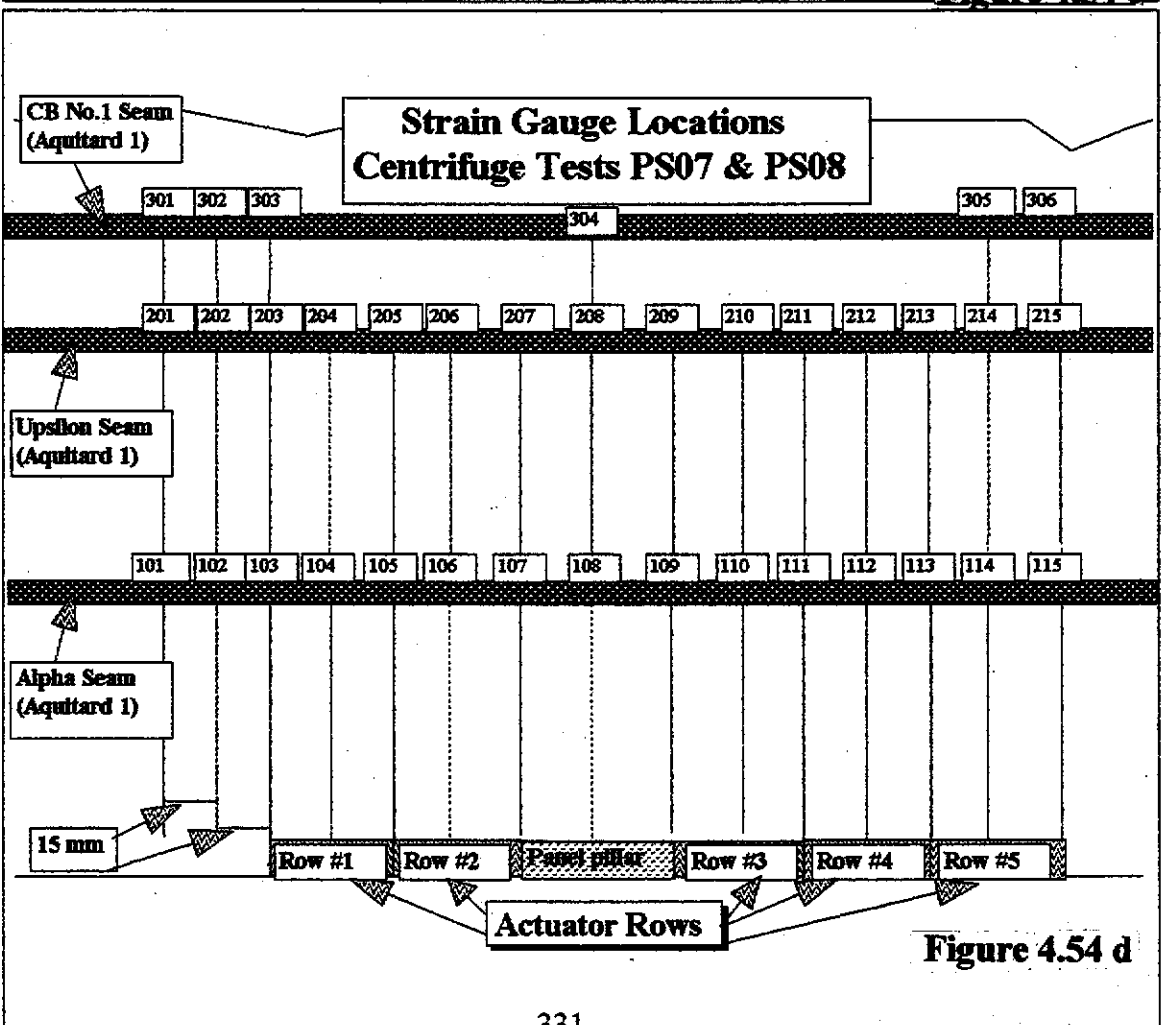 CB No.1 Seam
(Aquitard 1)
Strain Gauge Locations
Centrifuge Tests PS07 & PS08
301 302 303 304 305 306
201 202 203 204 205 206 207 208 209 210 211 212 213 214 215
Upsilon Seam
(Aquitard 1)
101 102 103 104 105 106 107 108 109 110 111 112 113 114 115
Alpha Seam
(Aquitard 1)
15 mm
Row #1 Row #2 Panel pillar Row #3 Row #4 Row #5
Actuator Rows
Figure 4.54 d
331